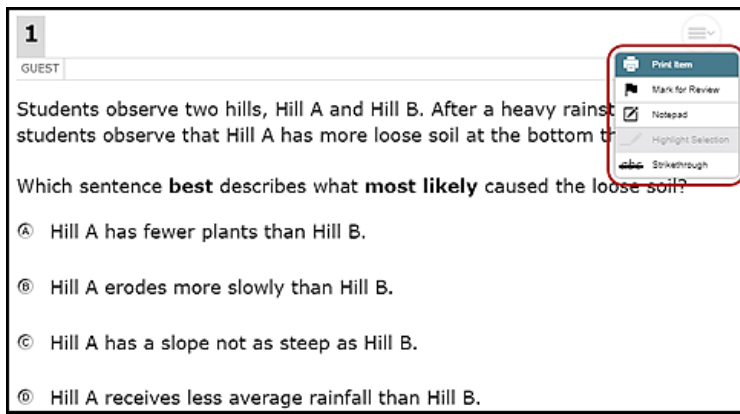 1
GUEST
Print Item
Mark for Review
Notepad
Highlight Selection
abc Strikethrough
Students observe two hills, Hill A and Hill B. After a heavy
students observe that Hill A has more loose soil at the bottom
Which sentence best describes what most likely caused the loose soil?
A Hill A has fewer plants than Hill B.
B Hill A erodes more slowly than Hill B.
C Hill A has a slope not as steep as Hill B.
D Hill A receives less average rainfall than Hill B.